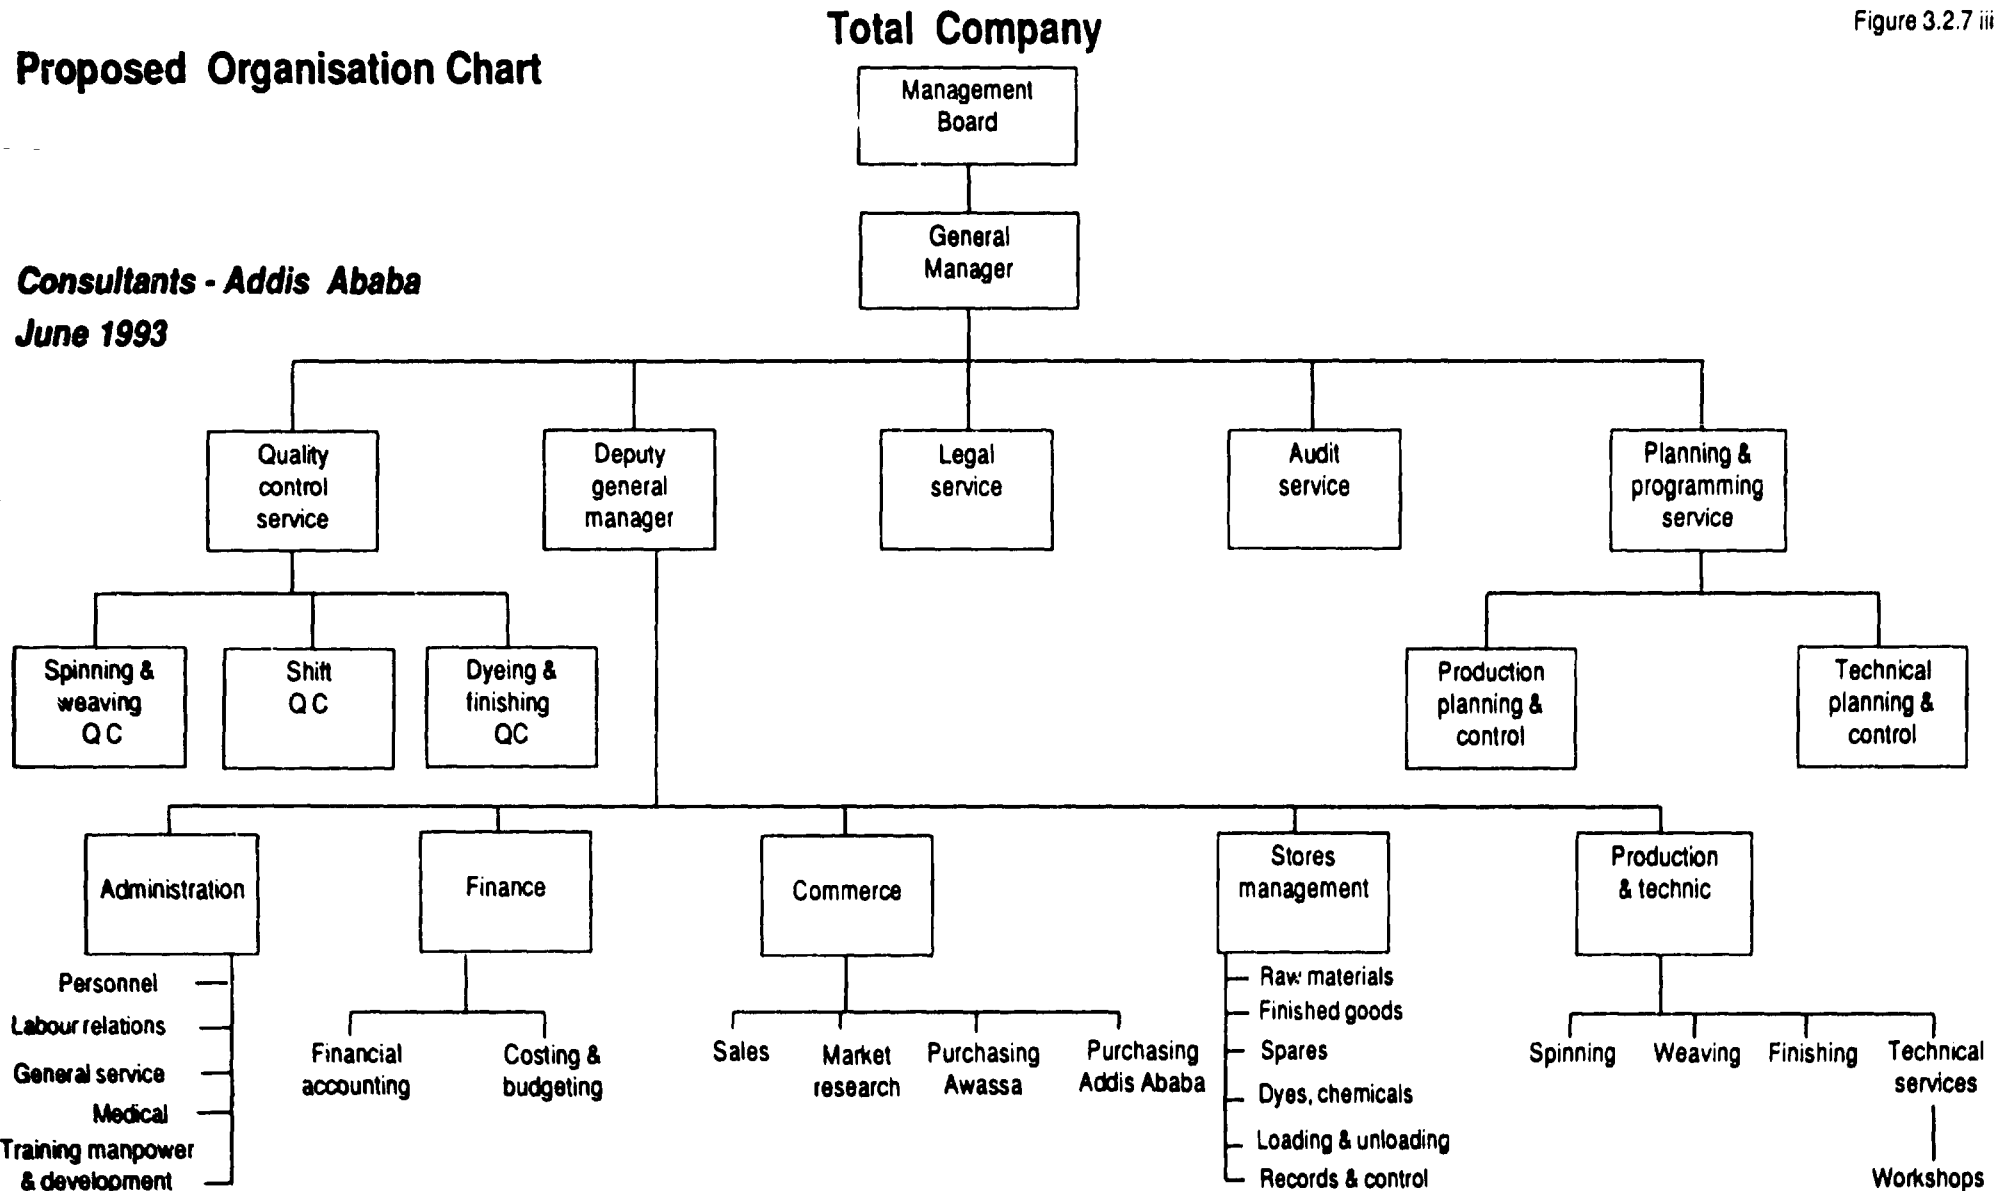 Total Company
Figure 3.2.7 iii
Proposed Organisation Chart
Management
Board
General
Manager
Consultants - Addis Ababa
June 1993
Quality
control
service
Deputy
general
manager
Legal
service
Audit
service
Planning &
programming
service
Spinning &
weaving
Q C
Shift
Q C
Dyeing &
finishing
QC
Production
planning &
control
Technical
planning &
control
Administration
Finance
Commerce
Stores
management
Production
& technic
Personnel
Labour relations
General service
Medical
Training manpower
& development
Financial
accounting
Costing &
budgeting
Sales
Market
research
Purchasing
Awassa
Purchasing
Addis Ababa
Raw materials
Finished goods
Spares
Dyes, chemicals
Loading & unloading
Records & control
Spinning
Weaving
Finishing
Technical
services
Workshops